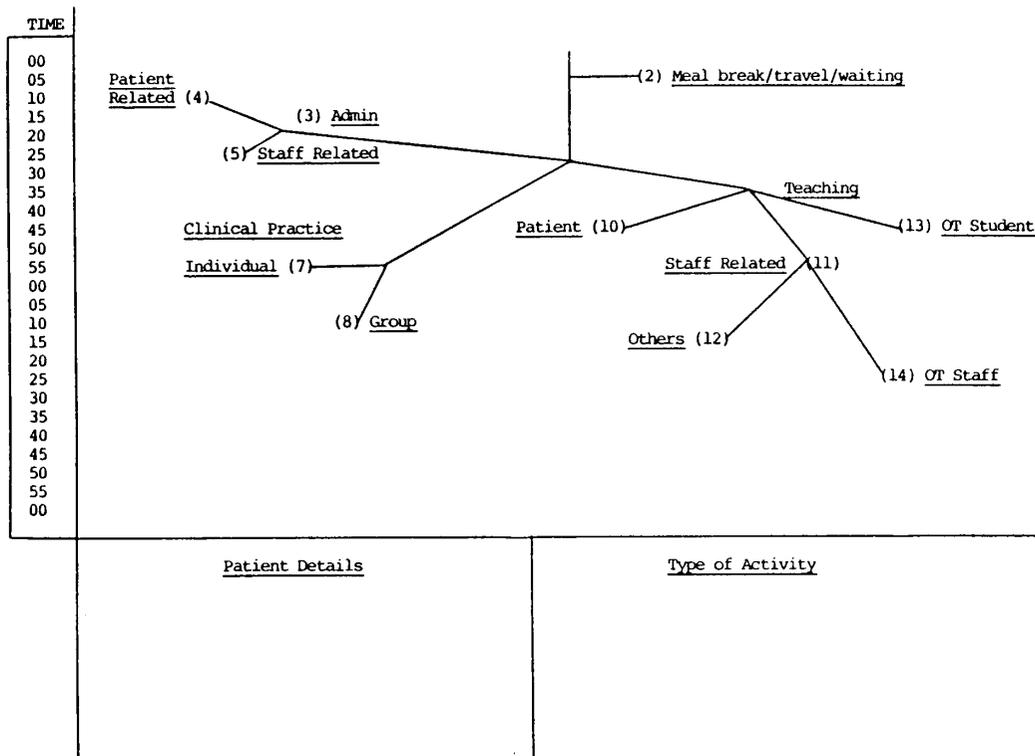 TIME
00
05
10
15
20
25
30
35
40
45
50
55
00
05
10
15
20
25
30
35
40
45
50
55
00
(2) Meal break/travel/waiting
Patient
Related (4)
(3) Admin
(5) Staff Related
Teaching
Clinical Practice
Patient (10)
(13) OT Student
Individual (7)
Staff Related (11)
(8) Group
Others (12)
(14) OT Staff
Patient Details
Type of Activity